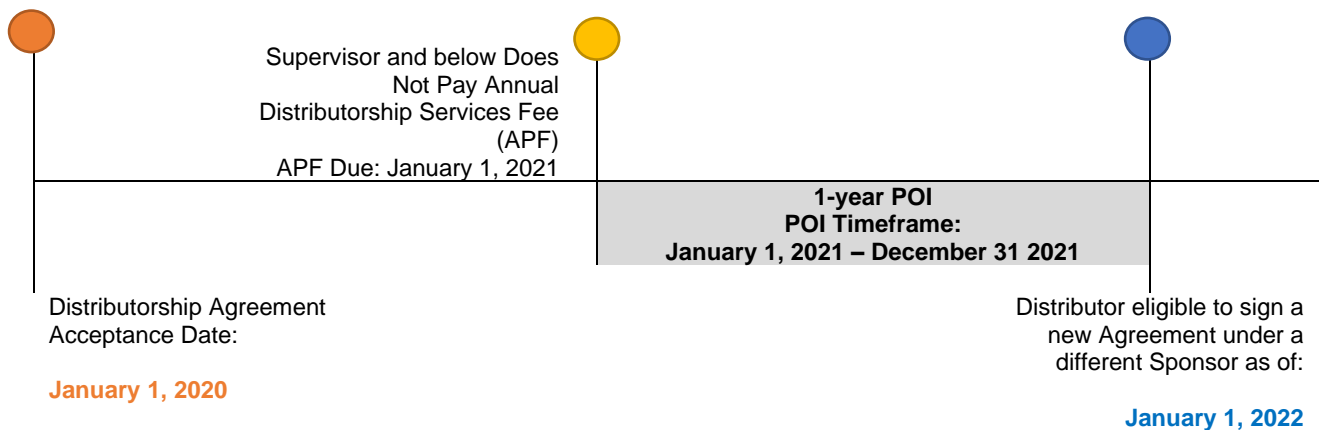 Supervisor and below Does
Not Pay Annual
Distributorship Services Fee
(APF)
APF Due: January 1, 2021
1-year POI
POI Timeframe:
January 1, 2021 – December 31 2021
Distributorship Agreement
Acceptance Date:
January 1, 2020
Distributor eligible to sign a
new Agreement under a
different Sponsor as of:
January 1, 2022